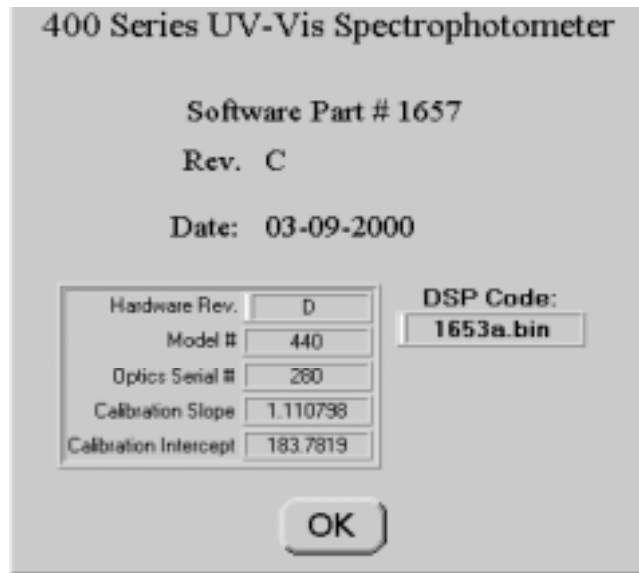 400 Series UV-Vis Spectrophotometer
Software Part # 1657
Rev. C
Date: 03-09-2000
Hardware Rev. D
Model # 440
Optics Serial # 280
Calibration Slope 1.110798
Calibration Intercept 183.7819
DSP Code:
1653a.bin
OK